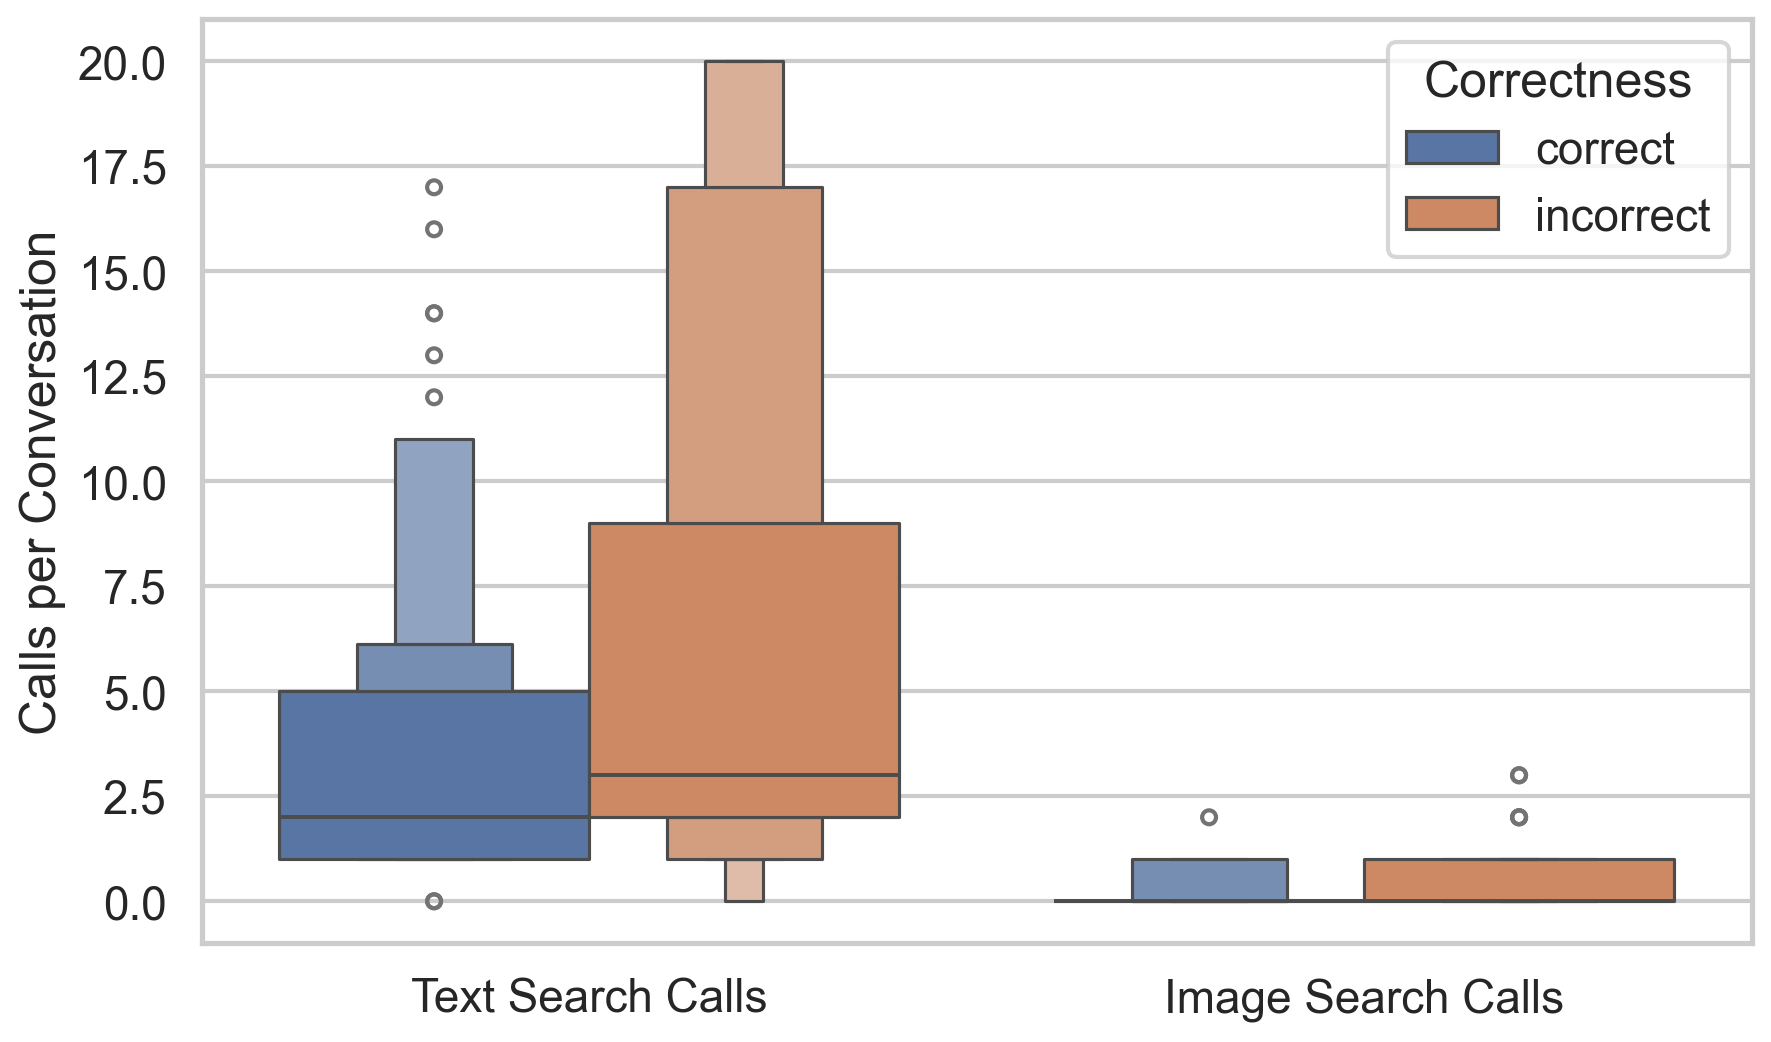 Calls per Conversation
20.0
17.5
15.0
12.5
10.0
7.5
5.0
2.5
0.0
Correctness
correct
incorrect
Text Search Calls
Image Search Calls